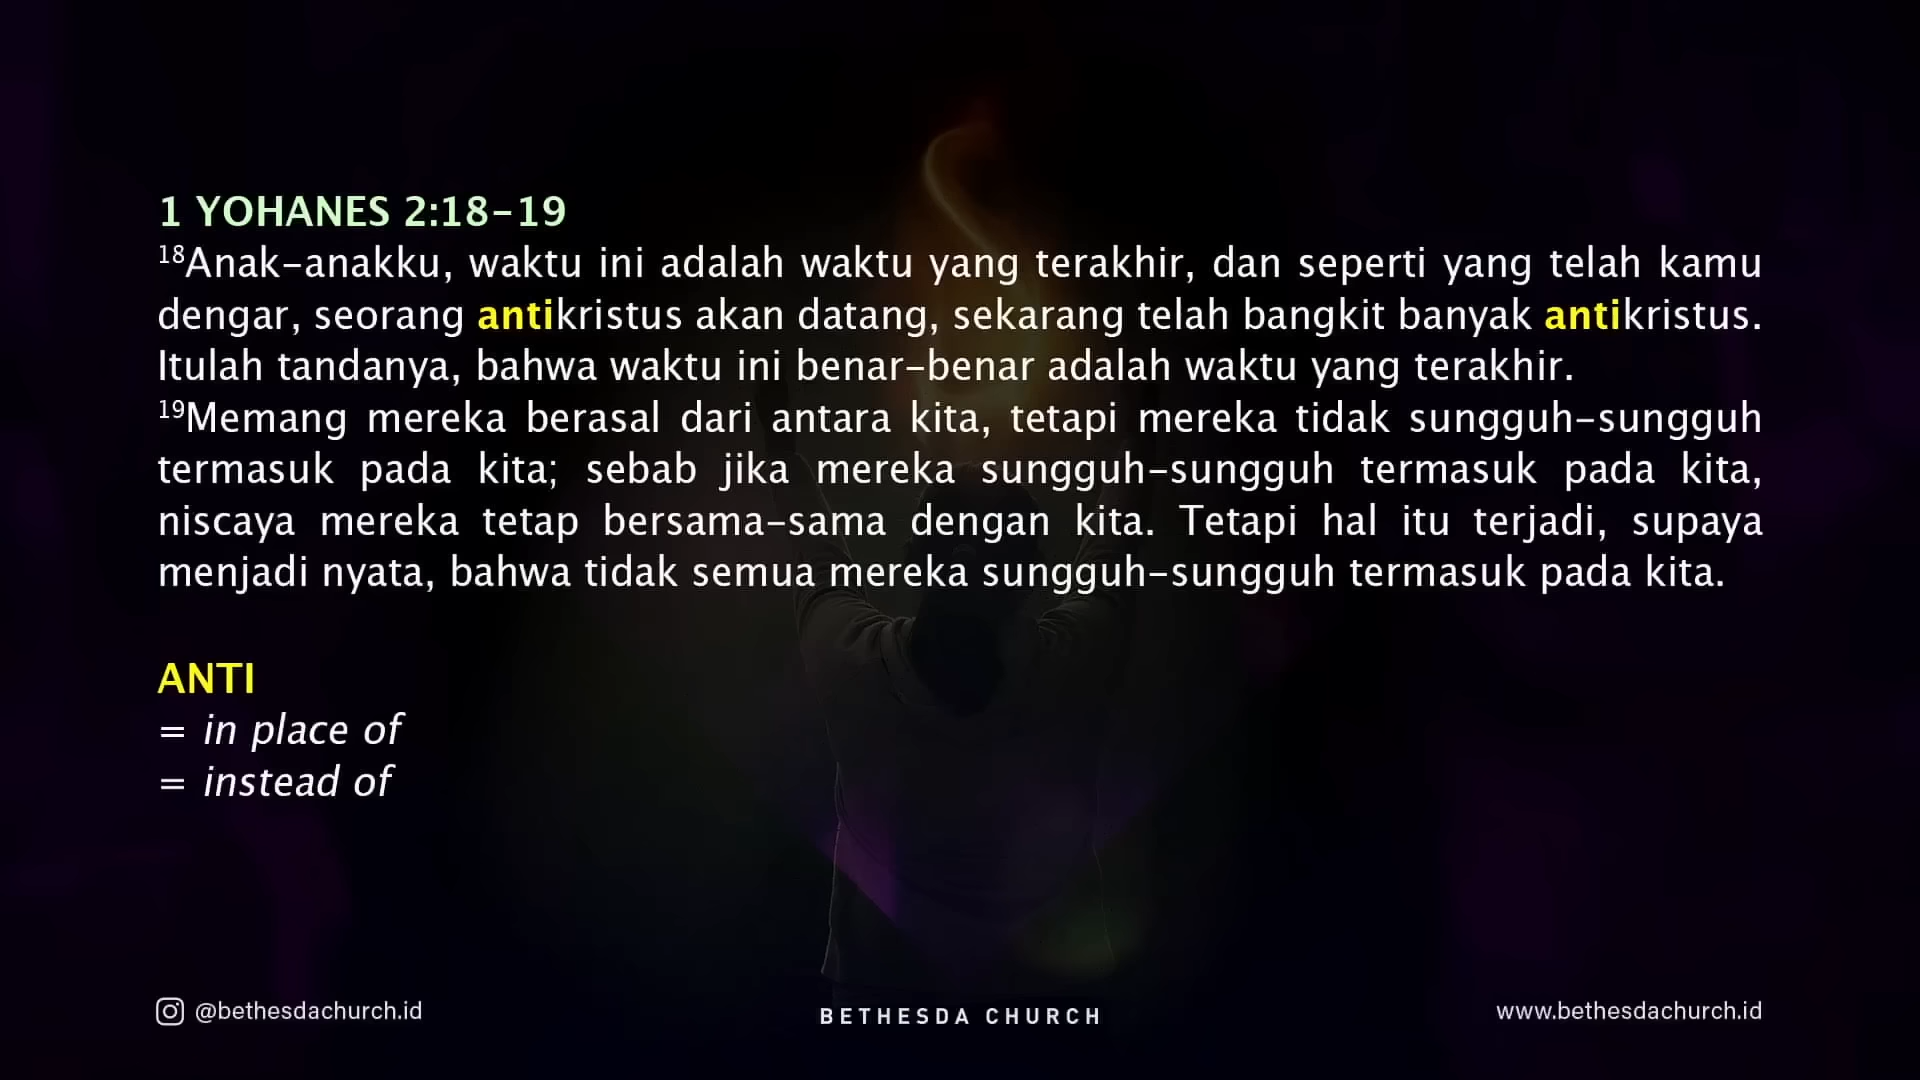 1 YOHANES 2:18-19
¹⁸Anak-anakku, waktu ini adalah waktu yang terakhir, dan seperti yang telah kamu
dengar, seorang antikristus akan datang, sekarang telah bangkit banyak antikristus.
Itulah tandanya, bahwa waktu ini benar-benar adalah waktu yang terakhir.
¹⁹Memang mereka berasal dari antara kita, tetapi mereka tidak sungguh-sungguh
termasuk pada kita; sebab jika mereka sungguh-sungguh termasuk pada kita,
niscaya mereka tetap bersama-sama dengan kita. Tetapi hal itu terjadi, supaya
menjadi nyata, bahwa tidak semua mereka sungguh-sungguh termasuk pada kita.
ANTI
= in place of
= instead of
@bethesdachurch.id
BETHESDA CHURCH
www.bethesdachurch.id